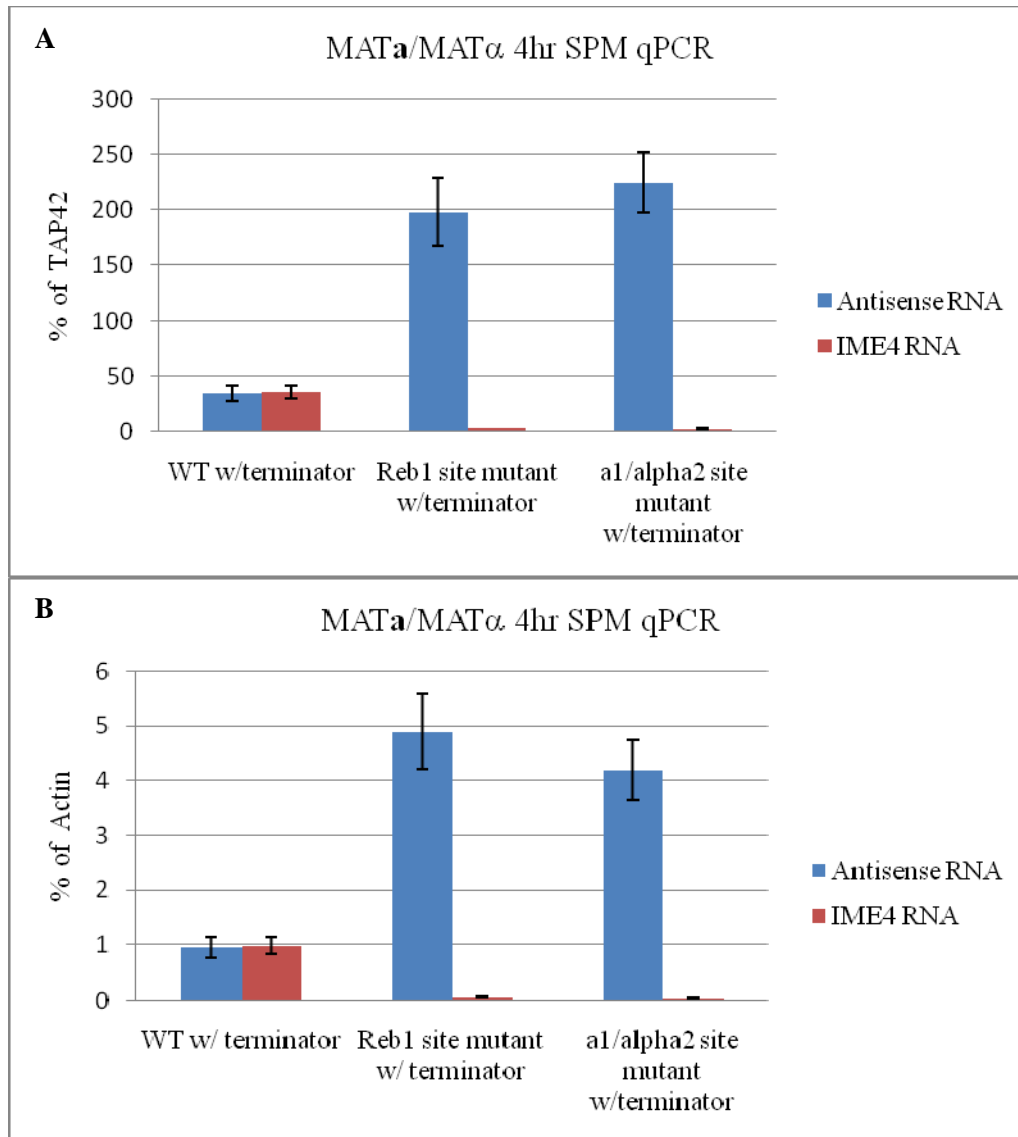 A
MATa/MATα 4hr SPM qPCR
300
250
200
150
100
50
0
% of TAP42
WT w/terminator
Reb1 site mutant
w/terminator
a1/alpha2 site
mutant
w/terminator
Antisense RNA
IME4 RNA
B
MATa/MATα 4hr SPM qPCR
6
5
4
3
2
1
0
% of Actin
WT w/ terminator
Reb1 site mutant
w/ terminator
a1/alpha2 site
mutant
w/terminator
Antisense RNA
IME4 RNA